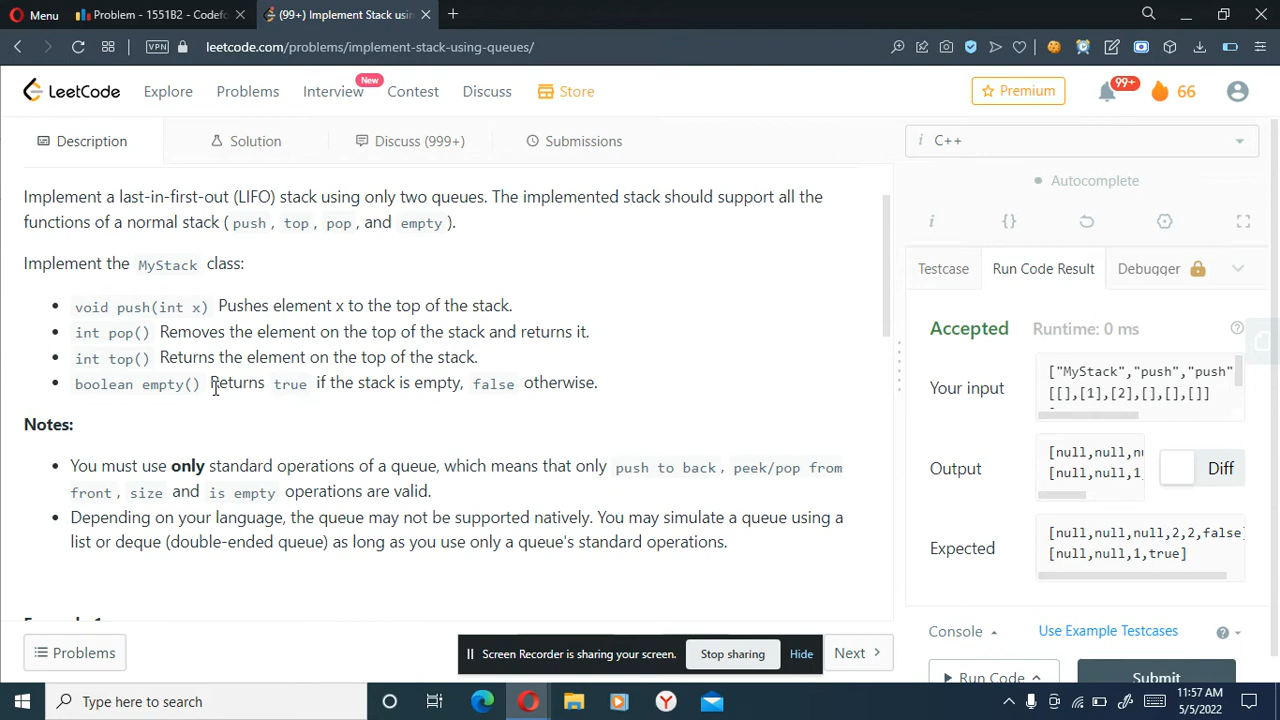 Menu
Problem - 1551B2 - Codef
(99+) Implement Stack usin
VPN
leetcode.com/problems/implement-stack-using-queues/
LeetCode
Explore
Problems
Interview
New
Contest
Discuss
Store
Premium
99+
66
Description
Solution
Discuss (999+)
Submissions
i C++
Implement a last-in-first-out (LIFO) stack using only two queues. The implemented stack should support all the
functions of a normal stack (push, top, pop, and empty).
Implement the MyStack class:
• void push(int x) Pushes element x to the top of the stack.
• int pop() Removes the element on the top of the stack and returns it.
• int top() Returns the element on the top of the stack.
• boolean empty() Returns true if the stack is empty, false otherwise.
Notes:
• You must use only standard operations of a queue, which means that only push to back, peek/pop from
front, size and is empty operations are valid.
• Depending on your language, the queue may not be supported natively. You may simulate a queue using a
list or deque (double-ended queue) as long as you use only a queue's standard operations.
Autocomplete
i {}
Testcase
Run Code Result
Debugger
Accepted
Runtime: 0 ms
?
Your input
["MyStack","push","push"
[[],[1],[2],[],[],[]]
Output
[null,null,nu
[null,null,1,
Diff
Expected
[null,null,null,2,2,false]
[null,null,1,true]
Console
Use Example Testcases
?
Problems
Screen Recorder is sharing your screen.
Stop sharing
Hide
Next
Run Code
Submit
Type here to search
11:57 AM
5/5/2022